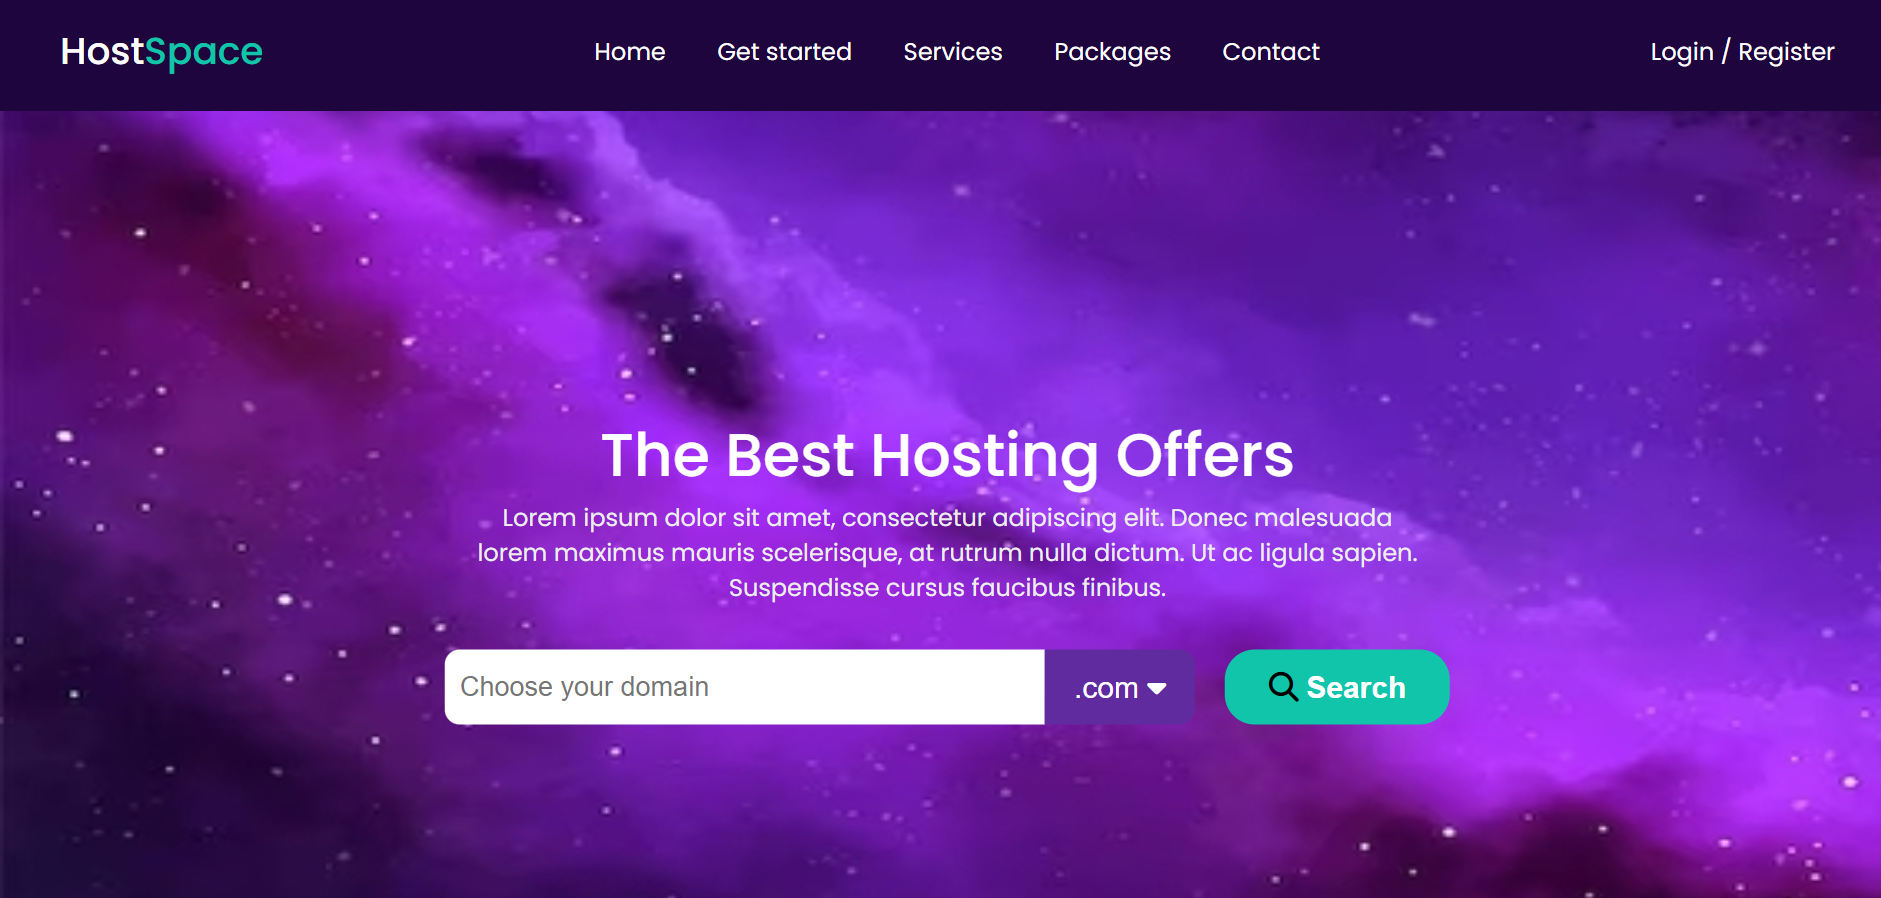 HostSpace
Home Get started Services Packages Contact
Login / Register
The Best Hosting Offers
Lorem ipsum dolor sit amet, consectetur adipiscing elit. Donec malesuada
lorem maximus mauris scelerisque, at rutrum nulla dictum. Ut ac ligula sapien.
Suspendisse cursus faucibus finibus.
Choose your domain
.com
Search